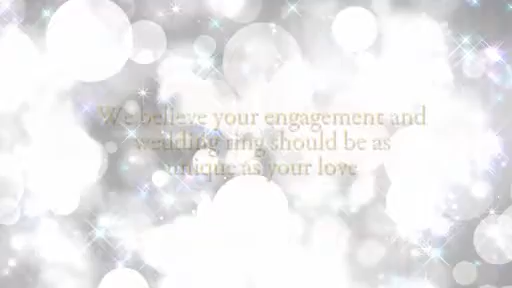 We believe your engagement and
wedding ring should be as
unique as your love